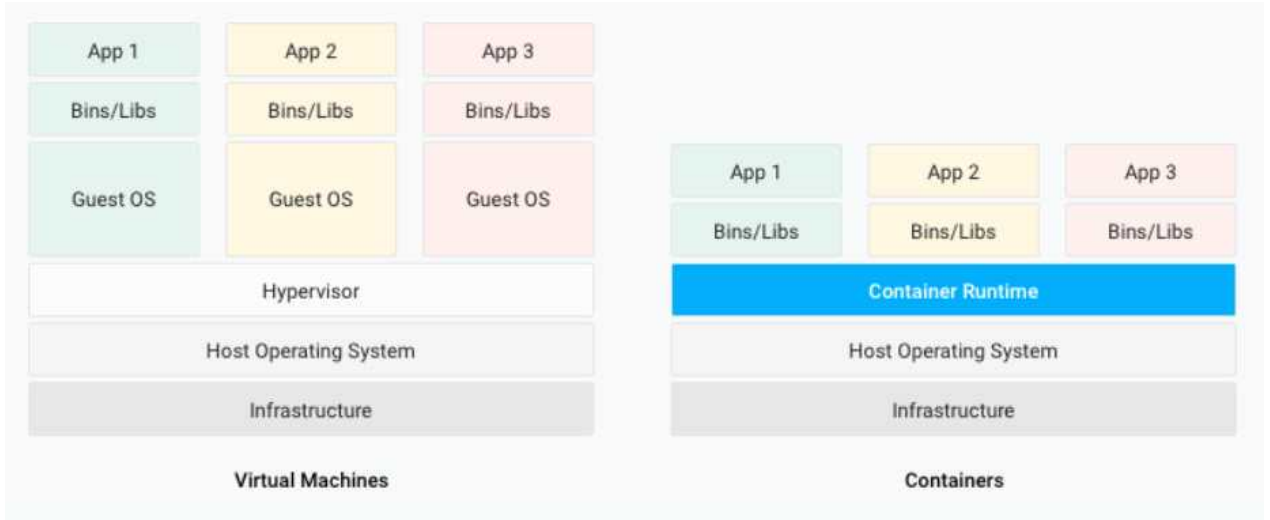 App 1
App 2
App 3
Bins/Libs
Bins/Libs
Bins/Libs
Guest OS
Guest OS
Guest OS
Hypervisor
Host Operating System
Infrastructure
Virtual Machines
App 1
App 2
App 3
Bins/Libs
Bins/Libs
Bins/Libs
Container Runtime
Host Operating System
Infrastructure
Containers